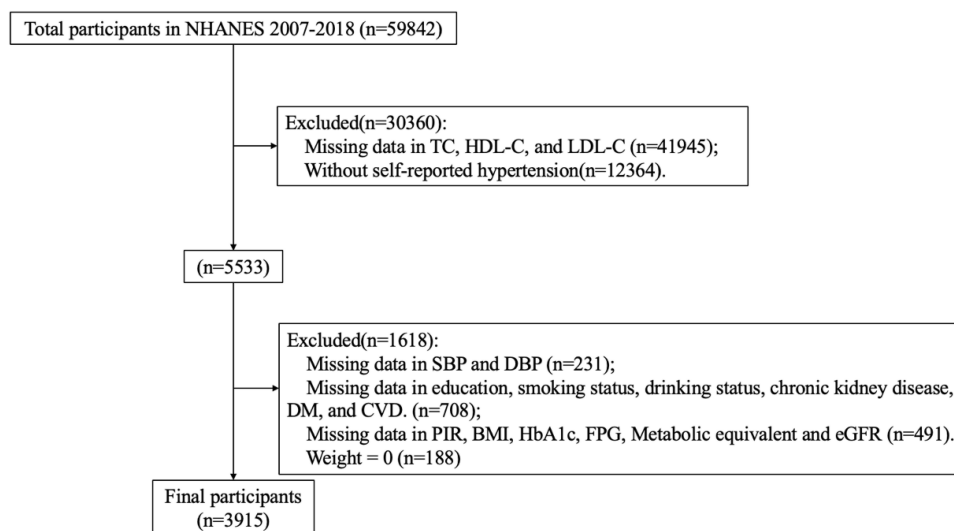 Total participants in NHANES 2007-2018 (n=59842)
Excluded(n=30360):
Missing data in TC, HDL-C, and LDL-C (n=41945);
Without self-reported hypertension(n=12364).
(n=5533)
Excluded(n=1618):
Missing data in SBP and DBP (n=231);
Missing data in education, smoking status, drinking status, chronic kidney disease,
DM, and CVD. (n=708);
Missing data in PIR, BMI, HbA1c, FPG, Metabolic equivalent and eGFR (n=491).
Weight = 0 (n=188)
Final participants
(n=3915)